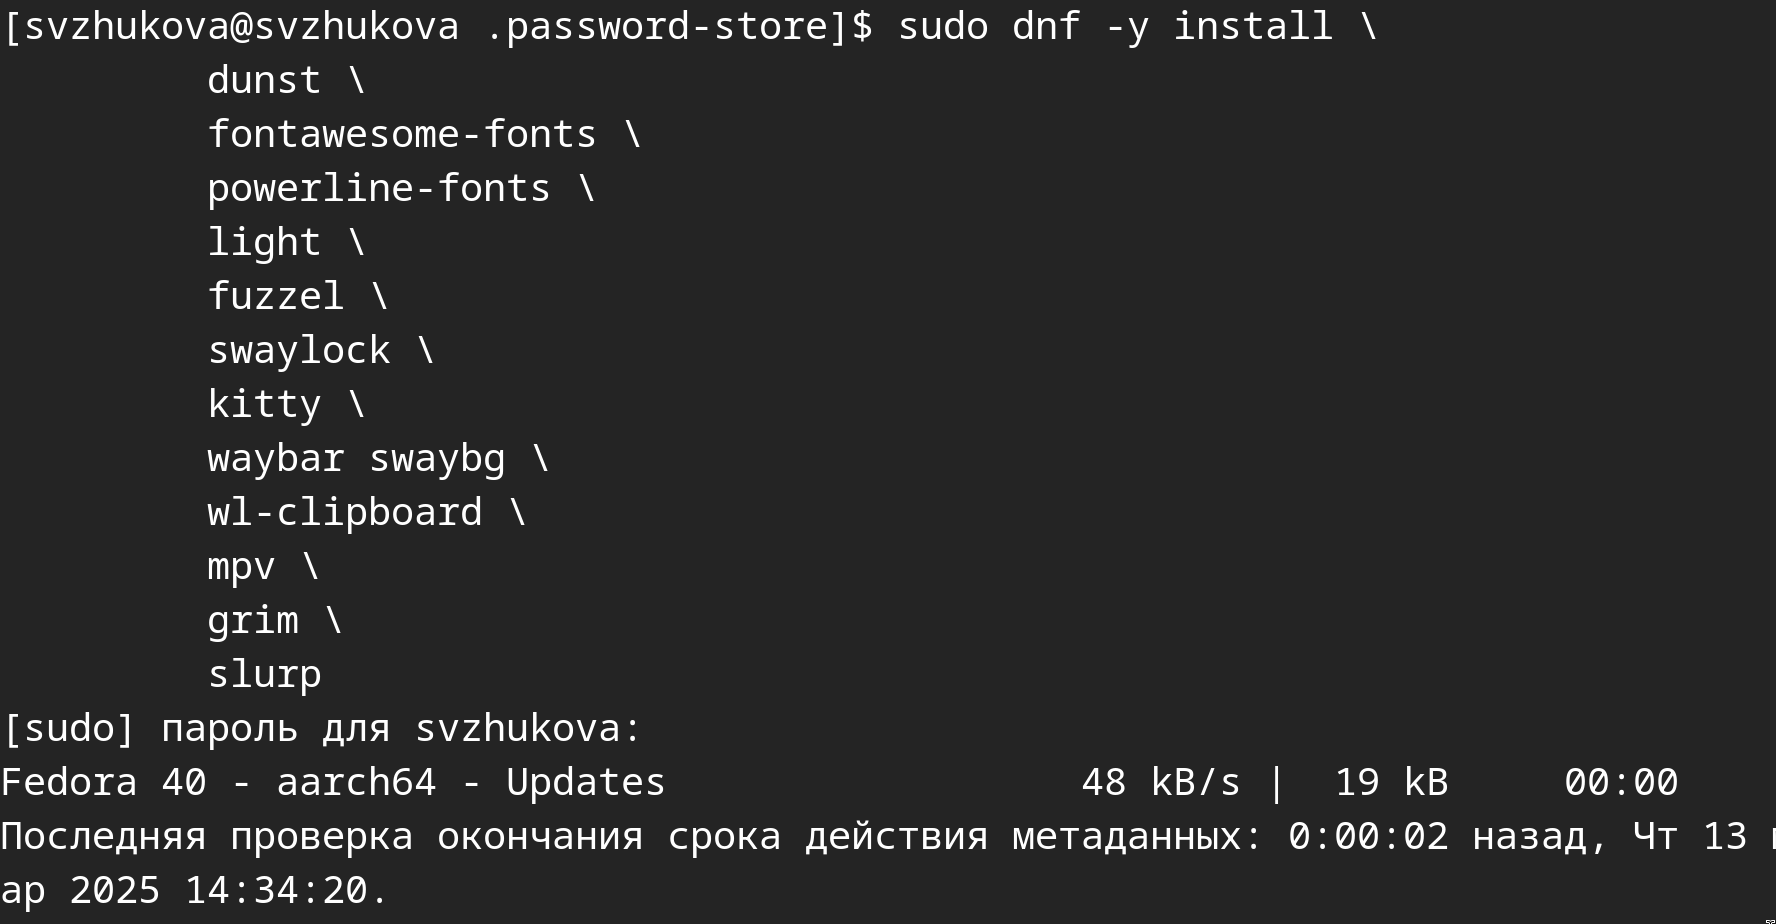 [svzhukova@svzhukova .password-store]$ sudo dnf -y install \
         dunst \
         fontawesome-fonts \
         powerline-fonts \
         light \
         fuzzel \
         swaylock \
         kitty \
         waybar swaybg \
         wl-clipboard \
         mpv \
         grim \
         slurp
[sudo] пароль для svzhukova:
Fedora 40 - aarch64 - Updates                  48 kB/s |  19 kB     00:00
Последняя проверка окончания срока действия метаданных: 0:00:02 назад, Чт 13 м
ар 2025 14:34:20.